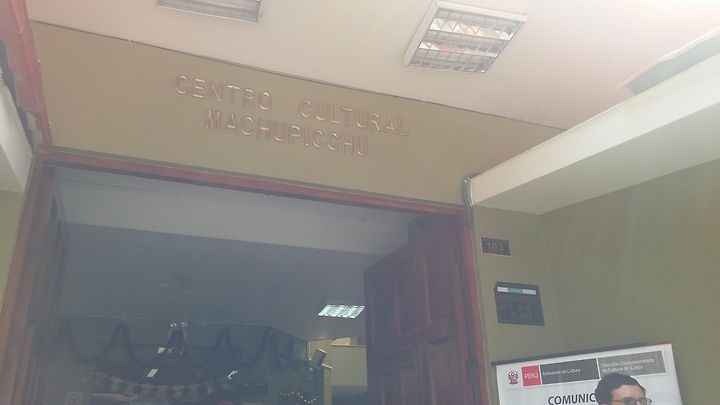 CENTRO CULTURAL
MACHUPICCHU
103
PERÚ Ministerio de Cultura
Dirección Desconcentrada
de Cultura de Cusco
COMUNIC